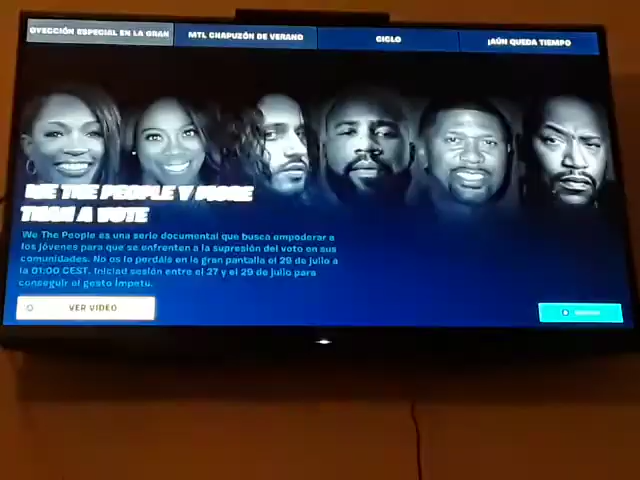 OYECCIÓN ESPECIAL EN LA GRAN
MTL CHAPUZÓN DE VERANO
CICLO
¡AÚN QUEDA TIEMPO
WE THE PEOPLE Y MORE
THAN A VOTE
We The People es una serie documental que busca empoderar a
los jóvenes para que se enfrenten a la supresión del voto en sus
comunidades. No os lo perdáis en la gran pantalla el 29 de julio a
la 01:00 CEST. Iniciad sesión entre el 27 y el 29 de julio para
conseguir el gesto Ímpetu.
VER VÍDEO